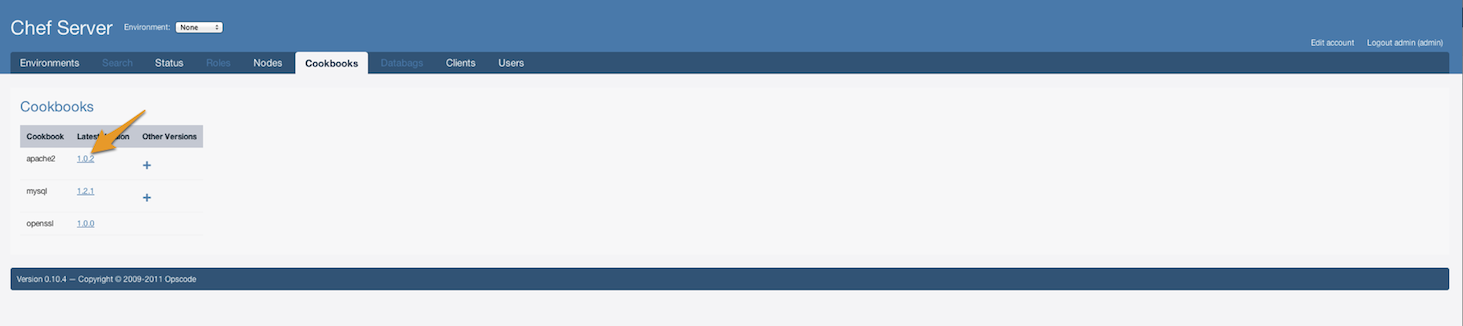 Chef Server Environment: None
Edit account Logout admin (admin)
Environments Search Status Roles Nodes Cookbooks Databags Clients Users
Cookbooks
Cookbook Latest Other Versions
apache2 1.0.2 +
mysql 1.2.1 +
openssl 1.0.0
Version 0.10.4 — Copyright © 2009-2011 Opscode